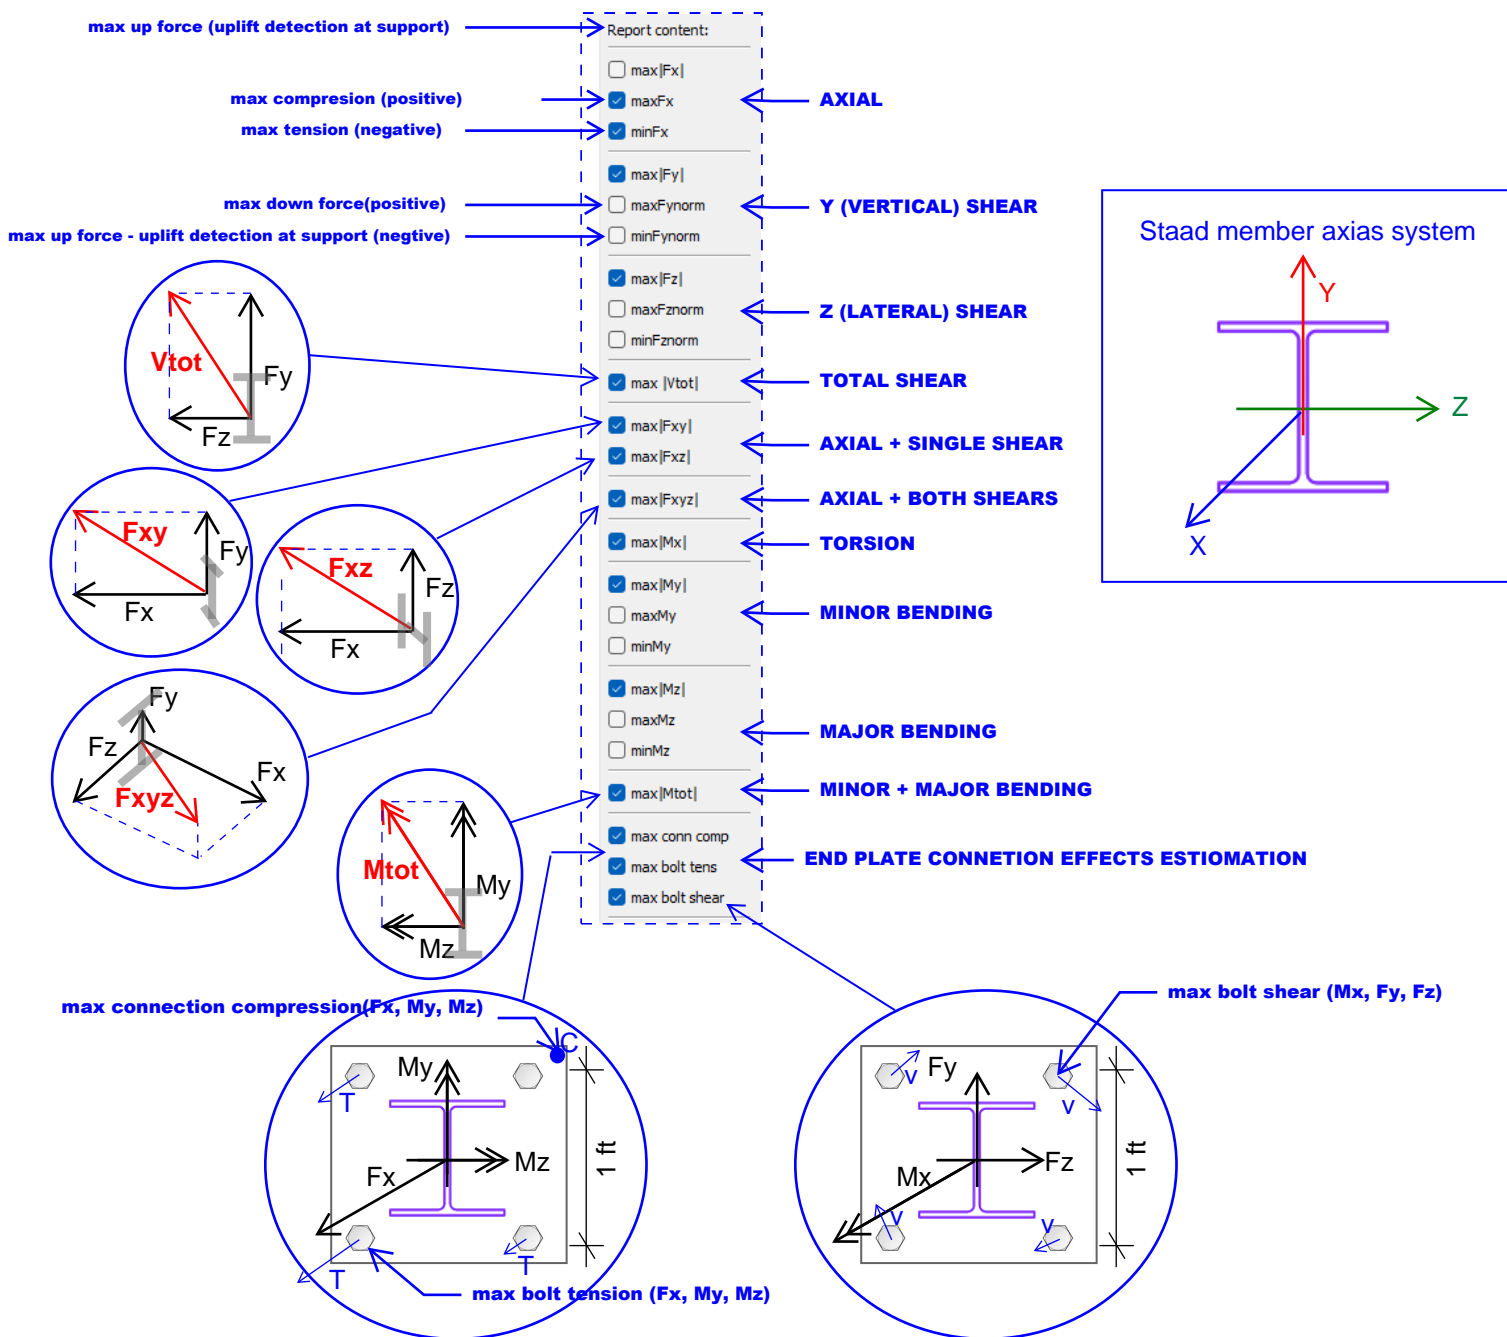 max up force (uplift detection at support)
Report content:
max|Fx|
max compresion (positive)
maxFx
AXIAL
max tension (negative)
minFx
max|Fy|
max down force(positive)
maxFynorm
Y (VERTICAL) SHEAR
max up force - uplift detection at support (negtive)
minFynorm
Staad member axias system
max|Fz|
Y
maxFznorm
Z (LATERAL) SHEAR
minFznorm
Vtot
Fy
max |Vtot|
TOTAL SHEAR
Z
Fz
max|Fxy|
AXIAL + SINGLE SHEAR
max|Fxz|
max|Fxyz|
AXIAL + BOTH SHEARS
Fxy
Fy
max|Mx|
TORSION
X
Fxz
Fz
max|My|
Fx
maxMy
MINOR BENDING
Fx
minMy
Fy
max|Mz|
maxMz
MAJOR BENDING
Fz
minMz
Fx
Fxyz
max|Mtot|
MINOR + MAJOR BENDING
max conn comp
END PLATE CONNETION EFFECTS ESTIOMATION
Mtot
max bolt tens
My
max bolt shear
Mz
max connection compression(Fx, My, Mz)
max bolt shear (Mx, Fy, Fz)
C
My
Fy
v
T
v
1 ft
1 ft
Fx
Mz
Mx
Fz
v
v
T
T
max bolt tension (Fx, My, Mz)